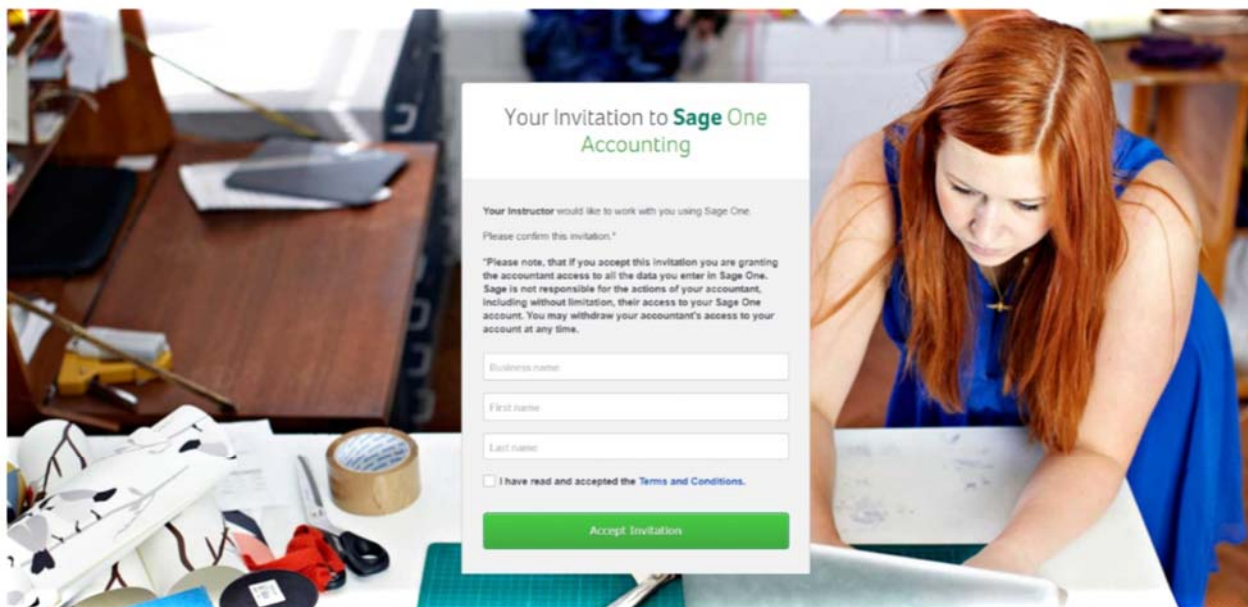 Your Invitation to Sage One
Accounting
Your Instructor would like to work with you using Sage One.
Please confirm this invitation.*
*Please note, that if you accept this invitation you are granting
the accountant access to all the data you enter in Sage One.
Sage is not responsible for the actions of your accountant,
including without limitation, their access to your Sage One
account. You may withdraw your accountant's access to your
account at any time.
Business name
First name
Last name
I have read and accepted the Terms and Conditions.
Accept Invitation